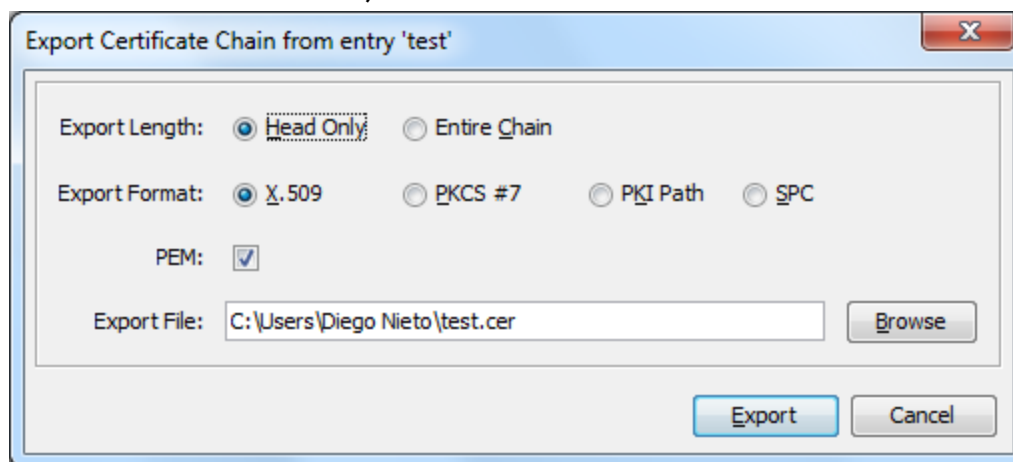 Export Certificate Chain from entry 'test'
Export Length: Head Only Entire Chain
Export Format: X.509 PKCS #7 PKI Path SPC
PEM:
Export File: C:\Users\Diego Nieto\test.cer Browse
Export Cancel